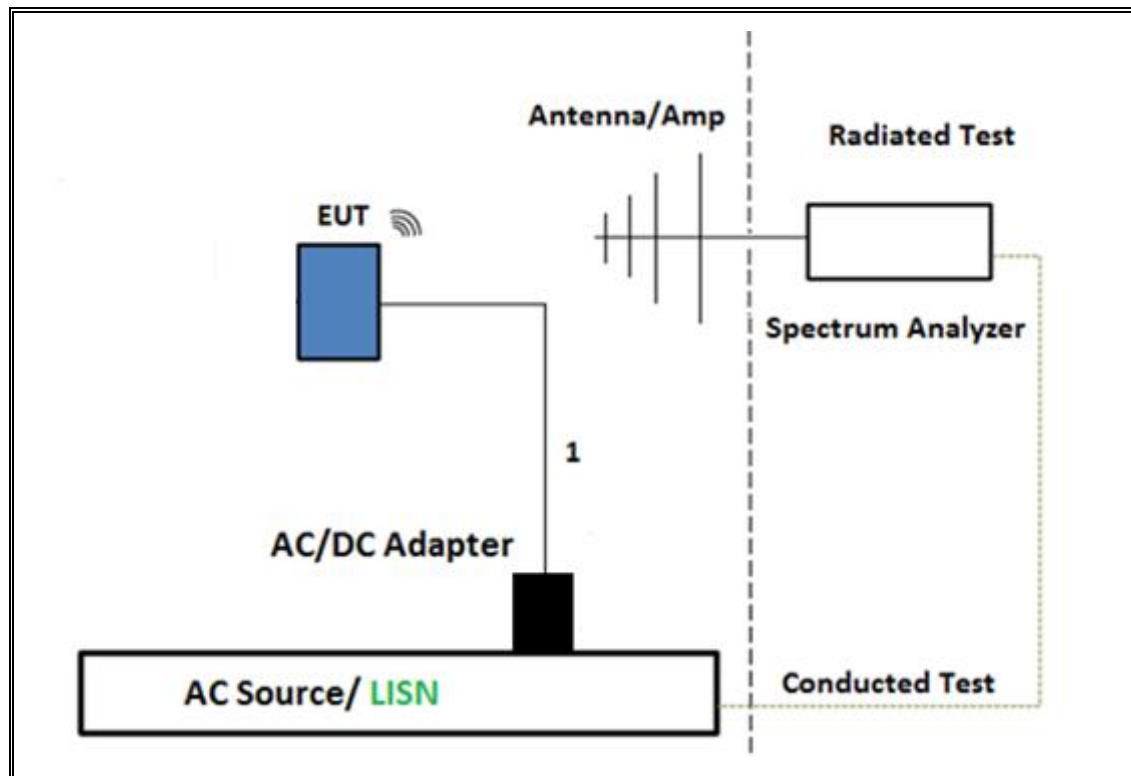 Antenna/Amp
Radiated Test
EUT
Spectrum Analyzer
1
AC/DC Adapter
AC Source/ LISN
Conducted Test